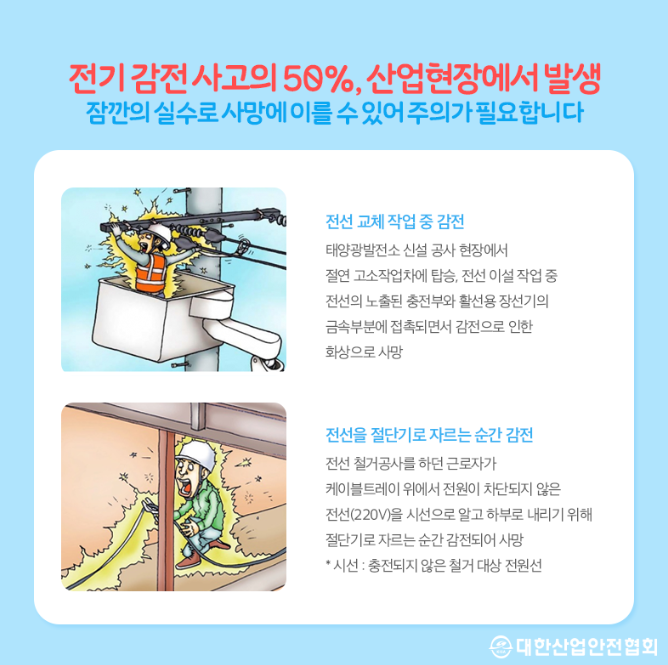 전기 감전 사고의 50%, 산업현장에서 발생
잠깐의 실수로 사망에 이를 수 있어 주의가 필요합니다
전선 교체 작업 중 감전
태양광발전소 신설 공사 현장에서
절연 고소작업차에 탑승, 전선 이설 작업 중
전선의 노출된 충전부와 활선용 장선기의
금속부분에 접촉되면서 감전으로 인한
화상으로 사망
전선을 절단기로 자르는 순간 감전
전선 철거공사를 하던 근로자가
케이블트레이 위에서 전원이 차단되지 않은
전선(220V)을 시선으로 알고 하부로 내리기 위해
절단기로 자르는 순간 감전되어 사망
* 시선 : 충전되지 않은 철거 대상 전원선
대한산업안전협회